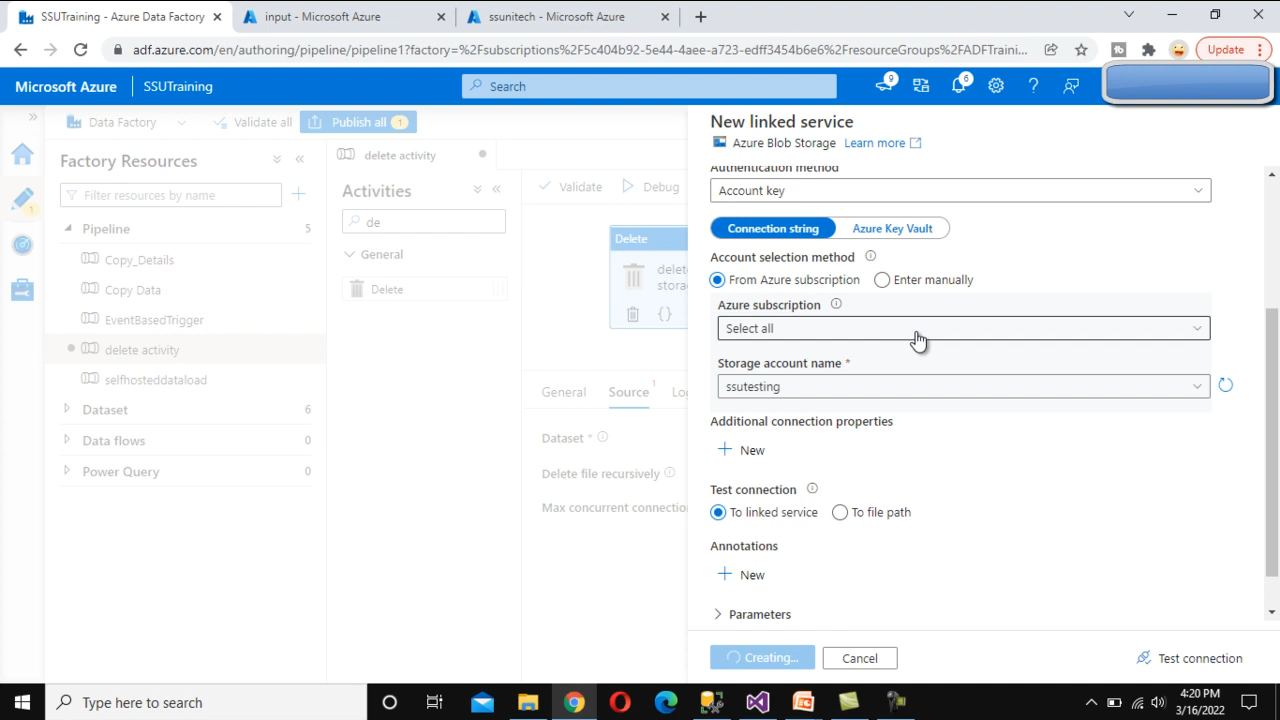 SSUTraining - Azure Data Factory
input - Microsoft Azure
ssunitech - Microsoft Azure
adf.azure.com/en/authoring/pipeline/pipeline1?factory=%2Fsubscriptions%2F5c404b92-5e44-4aee-a723-edff3454b6e6%2FresourceGroups%2FADFTraini...
Update
Microsoft Azure
SSUTraining
Search
9
6
Data Factory
Validate all
Publish all
1
Factory Resources
Filter resources by name
Pipeline 5
Copy_Details
Copy Data
EventBasedTrigger
delete activity
selfhosteddataload
Dataset 6
Data flows 0
Power Query 0
delete activity
Activities
de
General
Delete
Validate
Debug
Delete
delete
stora
General
Source 1
Lo
Dataset *
Delete file recursively
Max concurrent connection
New linked service
Azure Blob Storage Learn more
Authentication method
Account key
Connection string
Azure Key Vault
Account selection method
From Azure subscription
Enter manually
Azure subscription
Select all
Storage account name *
ssutesting
Additional connection properties
New
Test connection
To linked service
To file path
Annotations
New
Parameters
Creating...
Cancel
Test connection
Type here to search
4:20 PM
3/16/2022